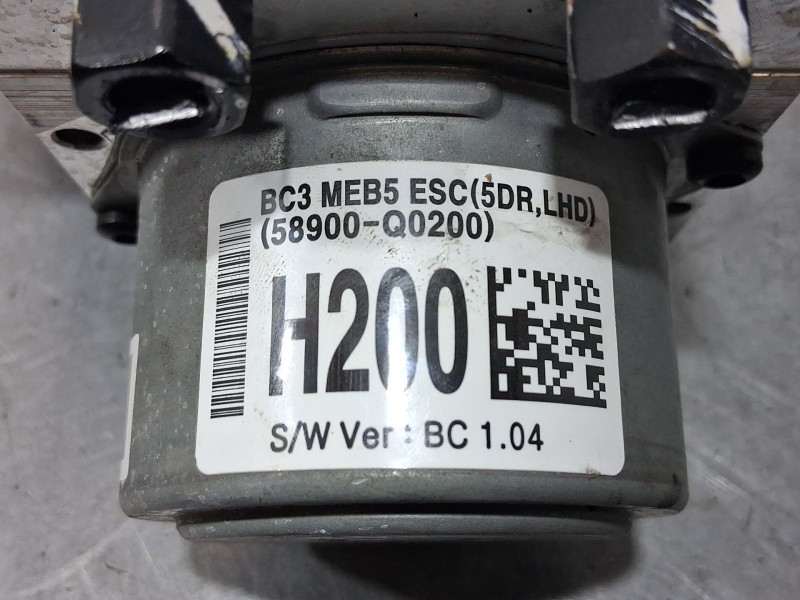 BC3 MEB5 ESC(5DR,LHD)
(58900-Q0200)
H200
S/W Ver : BC 1.04